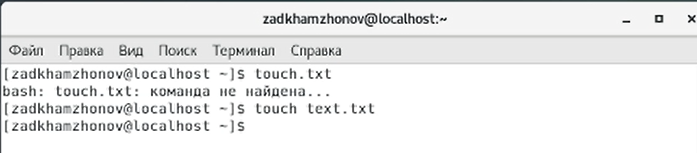 zadkhamzhonov@localhost:~
Файл Правка Вид Поиск Терминал Справка
[zadkhamzhonov@localhost ~]$ touch.txt
bash: touch.txt: команда не найдена...
[zadkhamzhonov@localhost ~]$ touch text.txt
[zadkhamzhonov@localhost ~]$